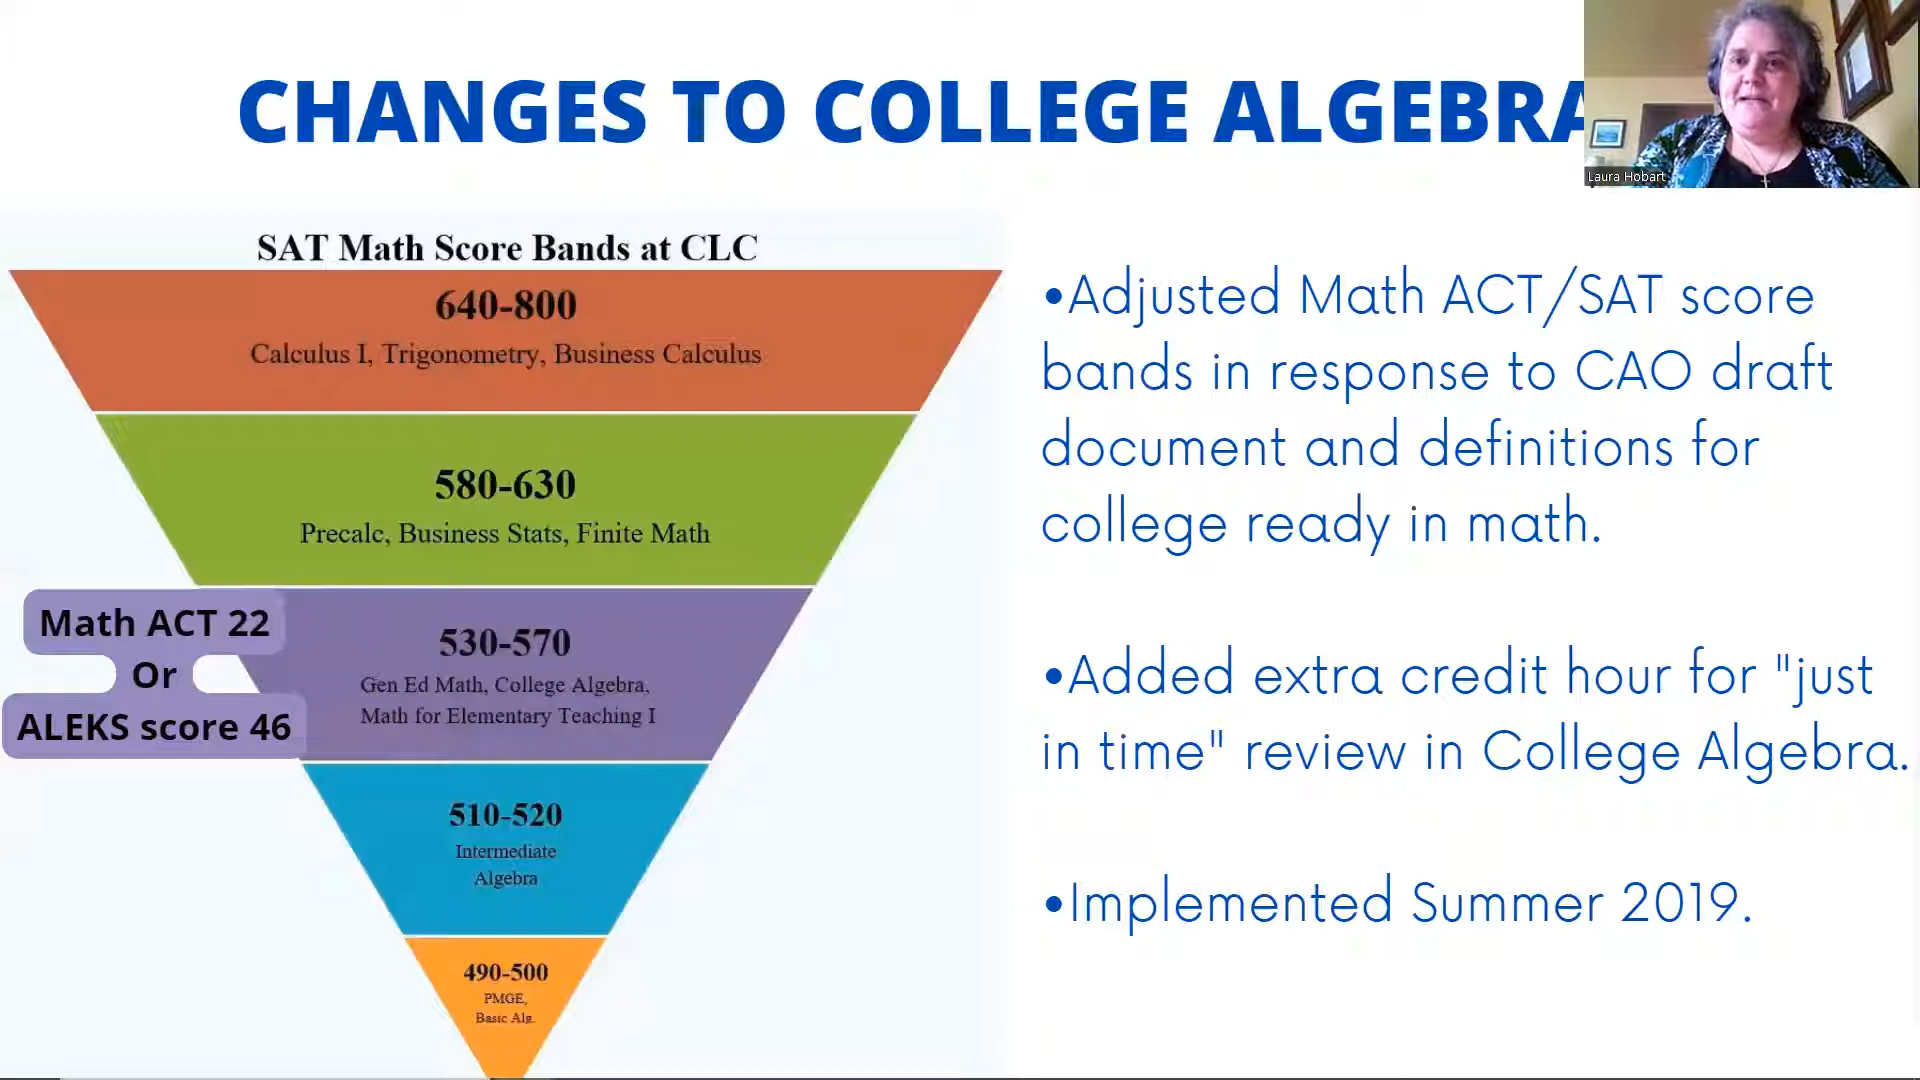 CHANGES TO COLLEGE ALGEBRA
Laura Hobart
SAT Math Score Bands at CLC
640-800
Calculus I, Trigonometry, Business Calculus
580-630
Precalc, Business Stats, Finite Math
Math ACT 22
Or
ALEKS score 46
530-570
Gen Ed Math, College Algebra,
Math for Elementary Teaching I
510-520
Intermediate
Algebra
490-500
PMGE,
Basic Alg.
•Adjusted Math ACT/SAT score
bands in response to CAO draft
document and definitions for
college ready in math.
•Added extra credit hour for "just
in time" review in College Algebra.
•Implemented Summer 2019.